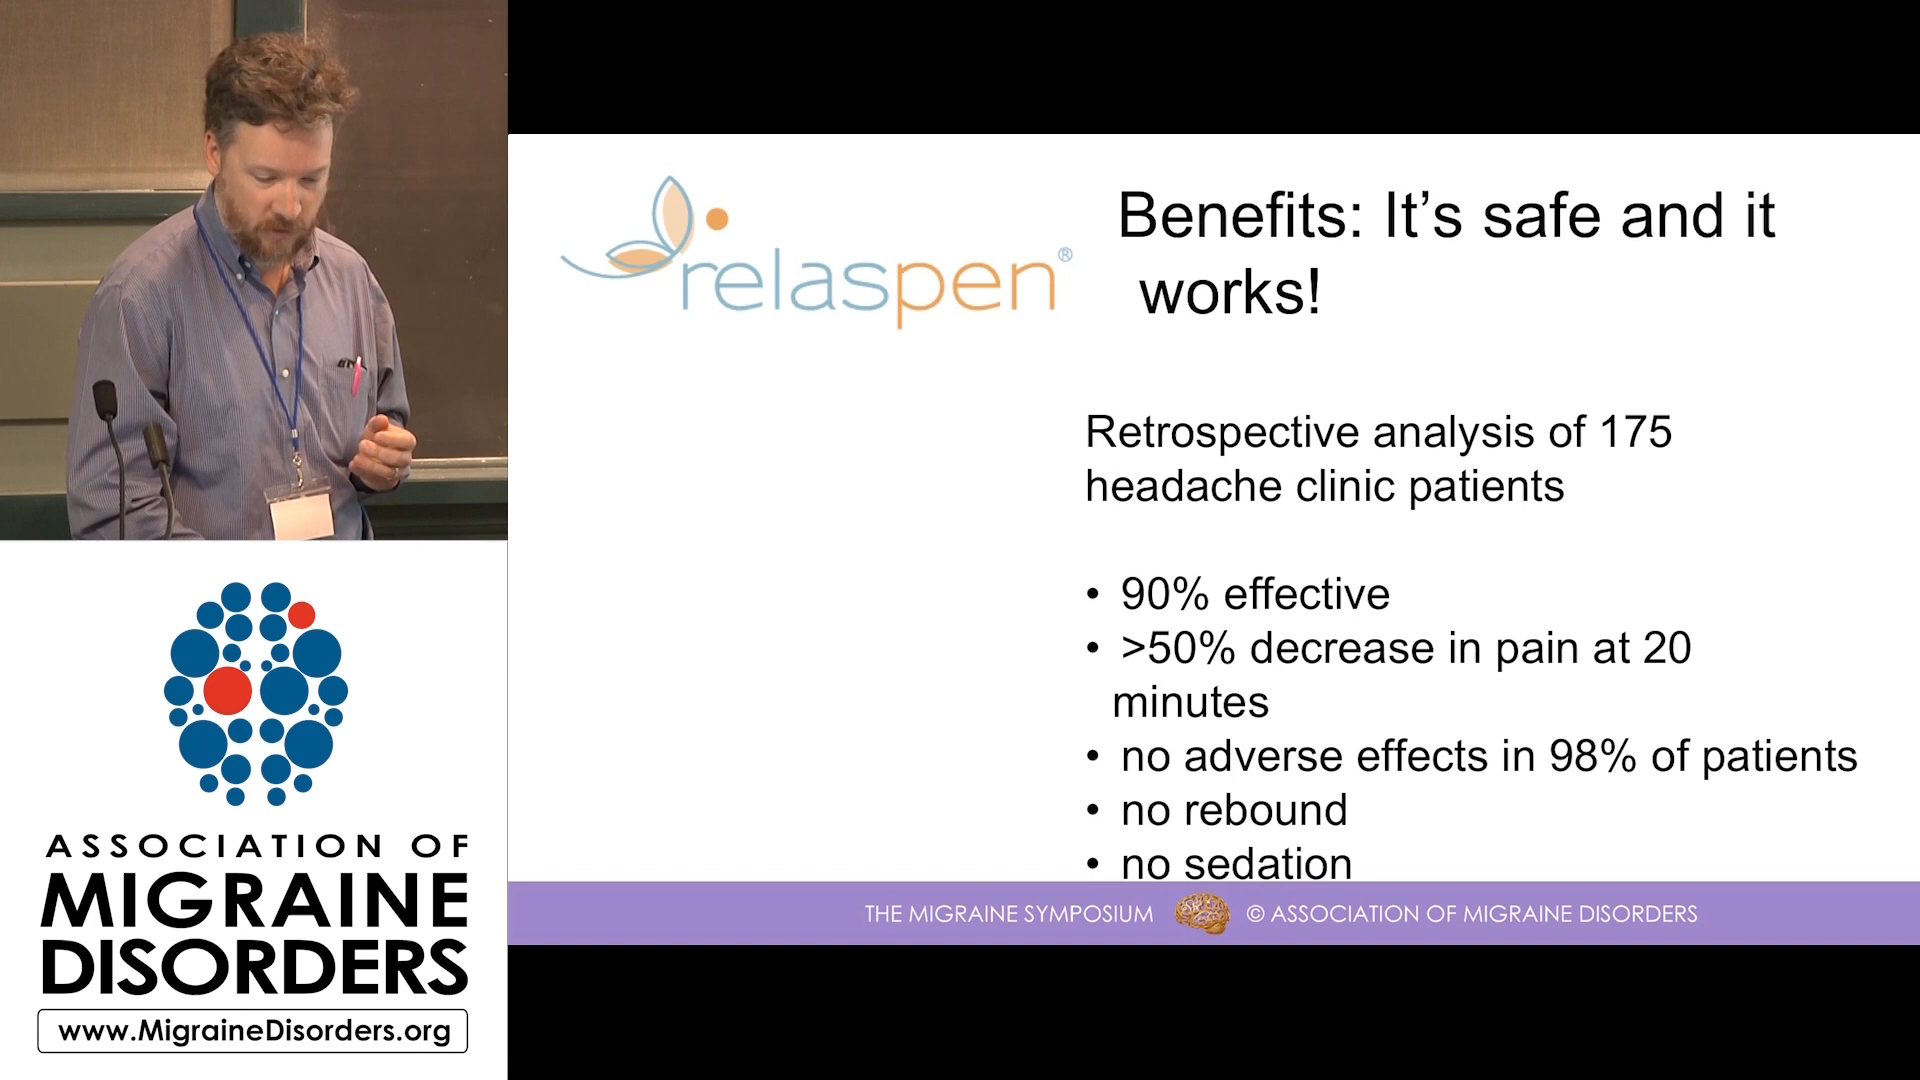 relaspen®
Benefits: It’s safe and it
works!
Retrospective analysis of 175
headache clinic patients
• 90% effective
• >50% decrease in pain at 20
minutes
• no adverse effects in 98% of patients
• no rebound
• no sedation
THE MIGRAINE SYMPOSIUM © ASSOCIATION OF MIGRAINE DISORDERS
ASSOCIATION OF
MIGRAINE
DISORDERS
www.MigraineDisorders.org